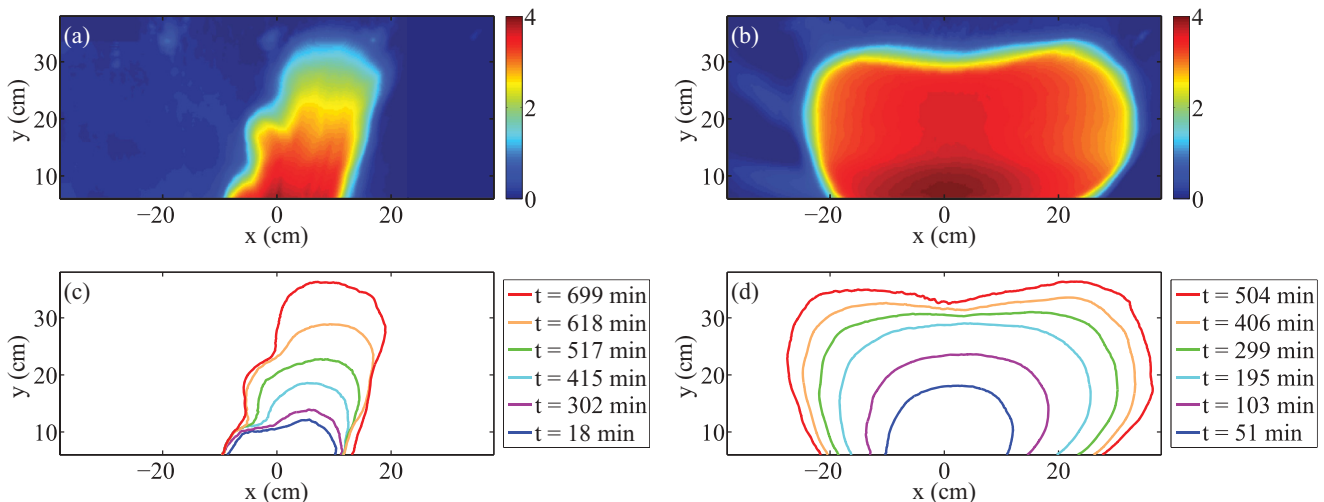 (a)
y (cm)
30
20
10
−20
0
20
x (cm)
4
2
0
(b)
y (cm)
30
20
10
−20
0
20
x (cm)
4
2
0
(c)
y (cm)
30
20
10
−20
0
20
x (cm)
t = 699 min
t = 618 min
t = 517 min
t = 415 min
t = 302 min
t = 18 min
(d)
y (cm)
30
20
10
−20
0
20
x (cm)
t = 504 min
t = 406 min
t = 299 min
t = 195 min
t = 103 min
t = 51 min